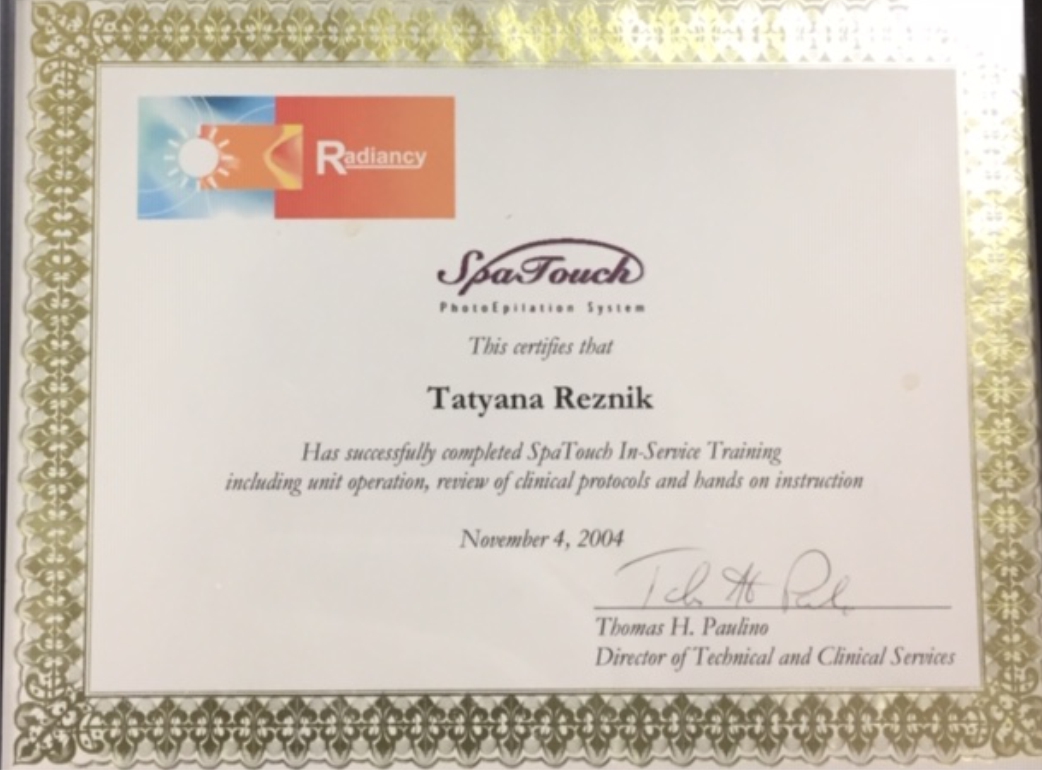 Radiancy
SpaTouch
PhotoEpilation System
This certifies that
Tatyana Reznik
Has successfully completed SpaTouch In-Service Training
including unit operation, review of clinical protocols and hands on instruction
November 4, 2004
Thomas H. Paulino
Director of Technical and Clinical Services